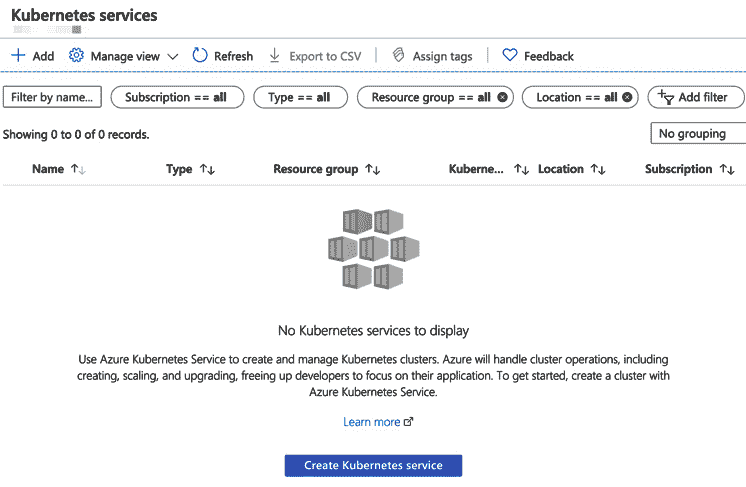 Kubernetes services
Add Manage view Refresh Export to CSV Assign tags Feedback
Filter by name... Subscription == all Type == all Resource group == all Location == all Add filter
Showing 0 to 0 of 0 records.
No grouping
Name Type Resource group Kuberne... Location Subscription
No Kubernetes services to display
Use Azure Kubernetes Service to create and manage Kubernetes clusters. Azure will handle cluster operations, including
creating, scaling, and upgrading, freeing up developers to focus on their application. To get started, create a cluster with
Azure Kubernetes Service.
Learn more
Create Kubernetes service